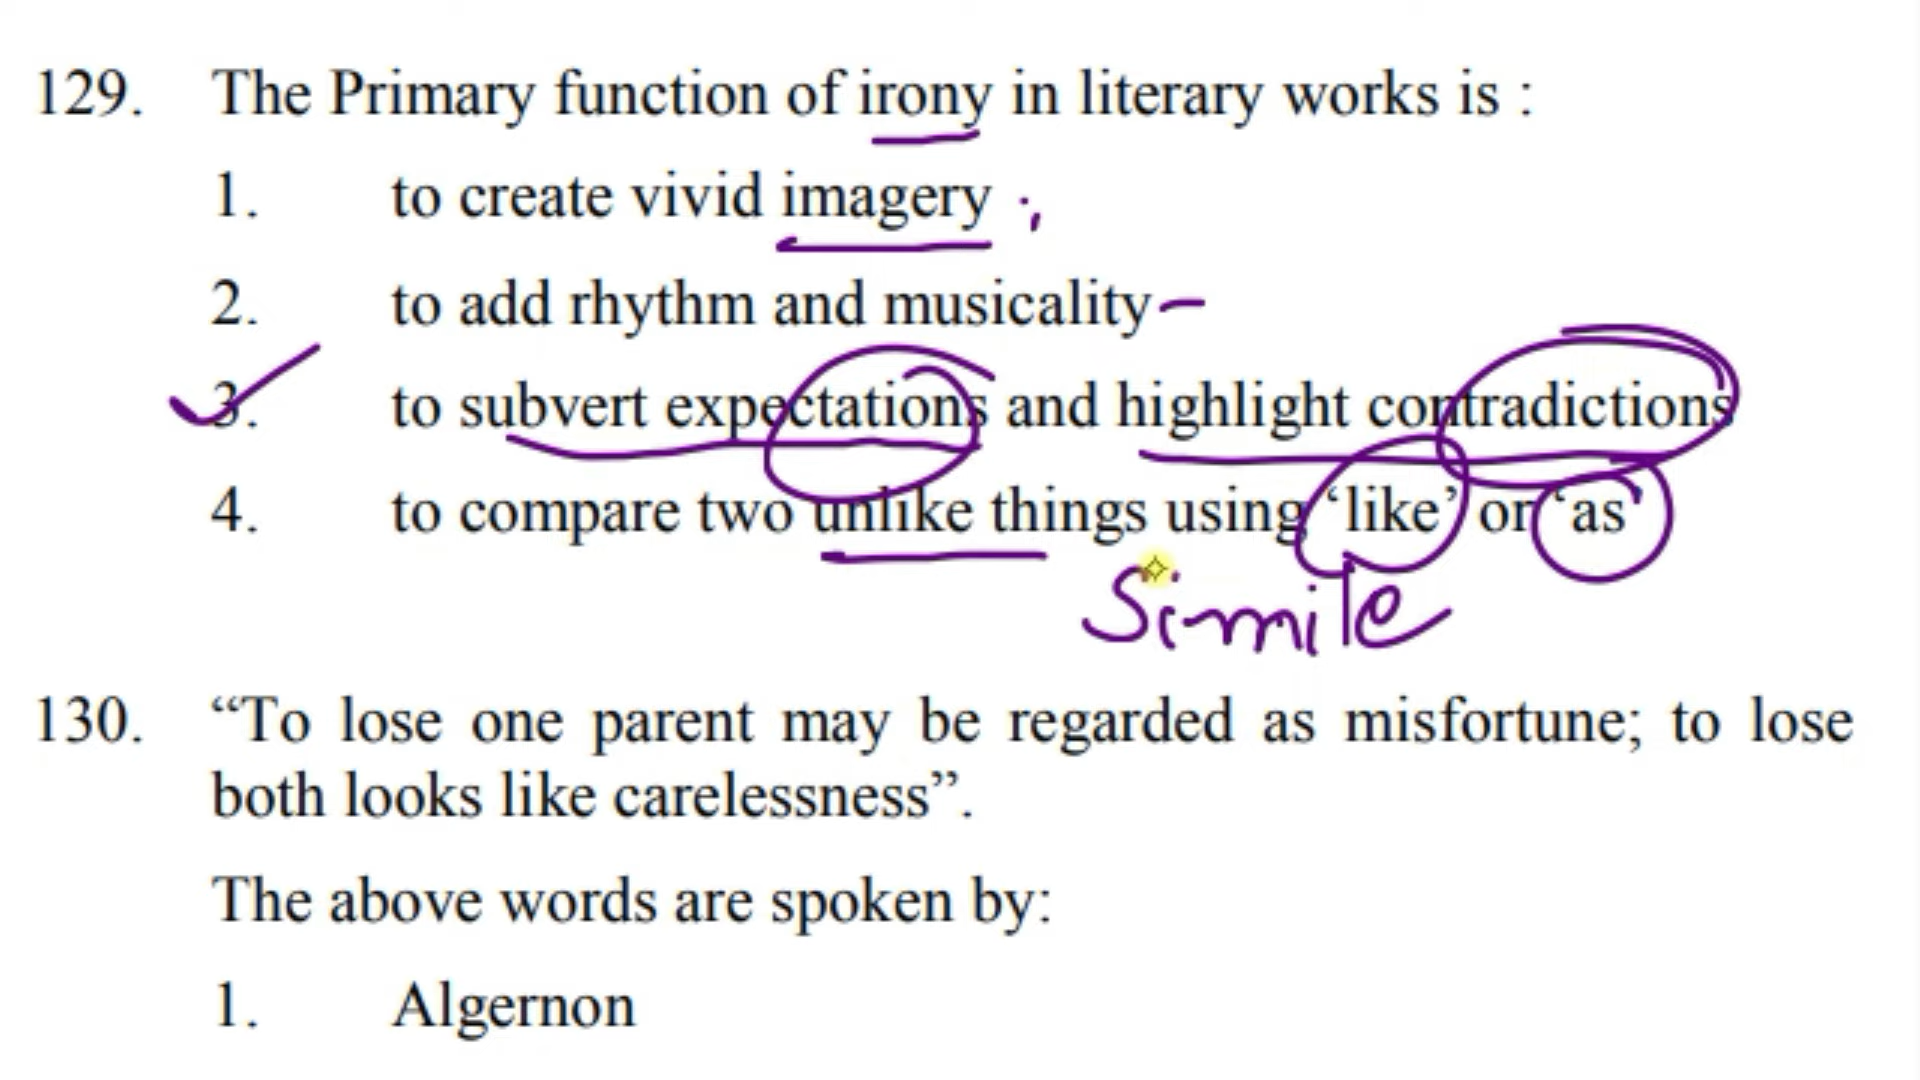 129. The Primary function of irony in literary works is :
1. to create vivid imagery
2. to add rhythm and musicality
3. to subvert expectations and highlight contradictions
4. to compare two unlike things using ‘like’ or ‘as’
Simile
130. “To lose one parent may be regarded as misfortune; to lose
both looks like carelessness”.
The above words are spoken by:
1. Algernon